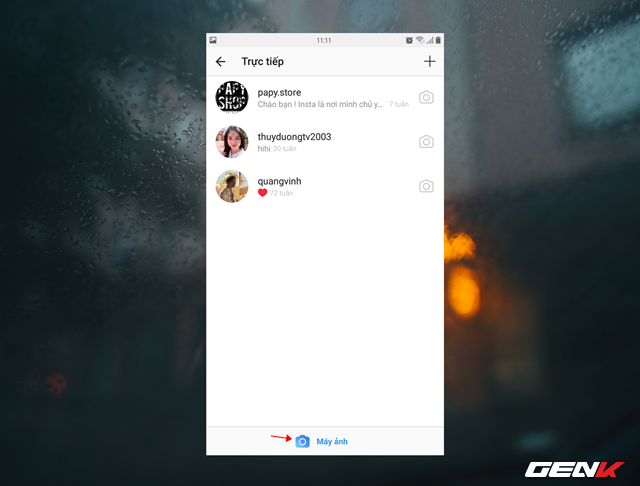 11:11
Trực tiếp
PAPY
SHOP
papy.store
Chào bạn ! Insta là nơi mình chủ y... 7 tuần
thuyduongtv2003
hihi 30 tuần
quangvinh
72 tuần
Máy ảnh
GENK